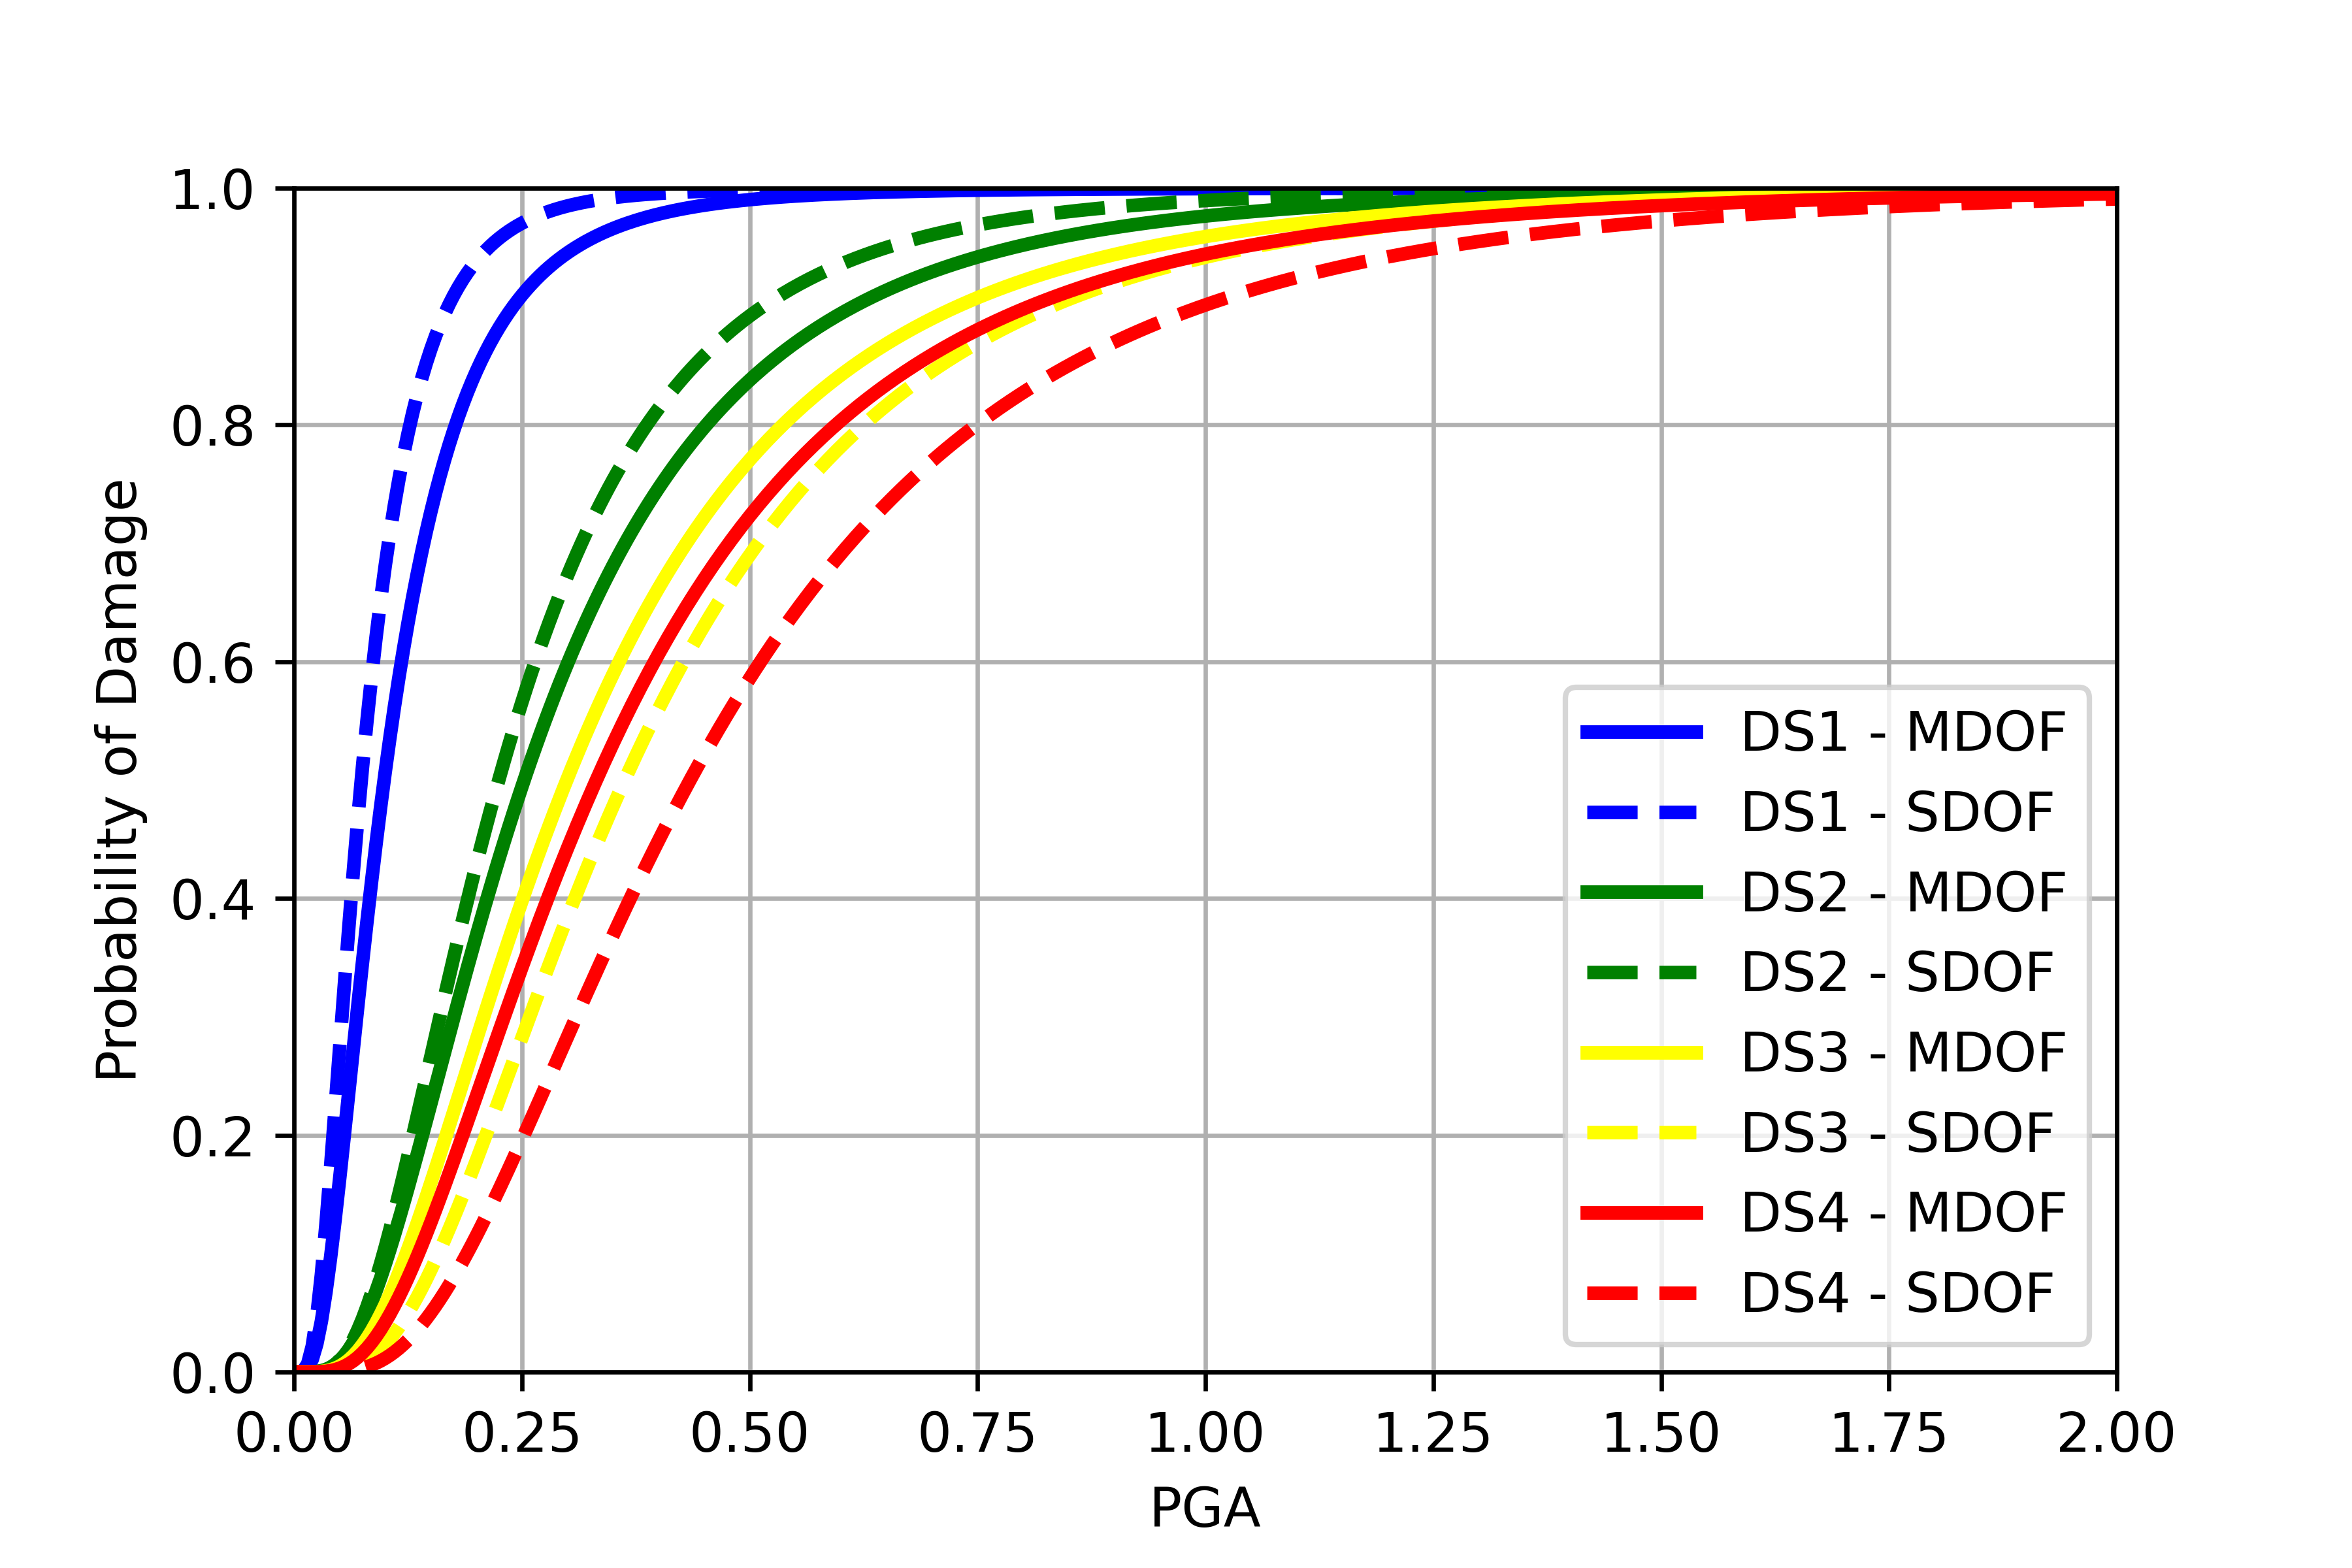 1.0
0.8
0.6
0.4
0.2
0.0
Probability of Damage
0.00 0.25 0.50 0.75 1.00 1.25 1.50 1.75 2.00
PGA
DS1 - MDOF
DS1 - SDOF
DS2 - MDOF
DS2 - SDOF
DS3 - MDOF
DS3 - SDOF
DS4 - MDOF
DS4 - SDOF